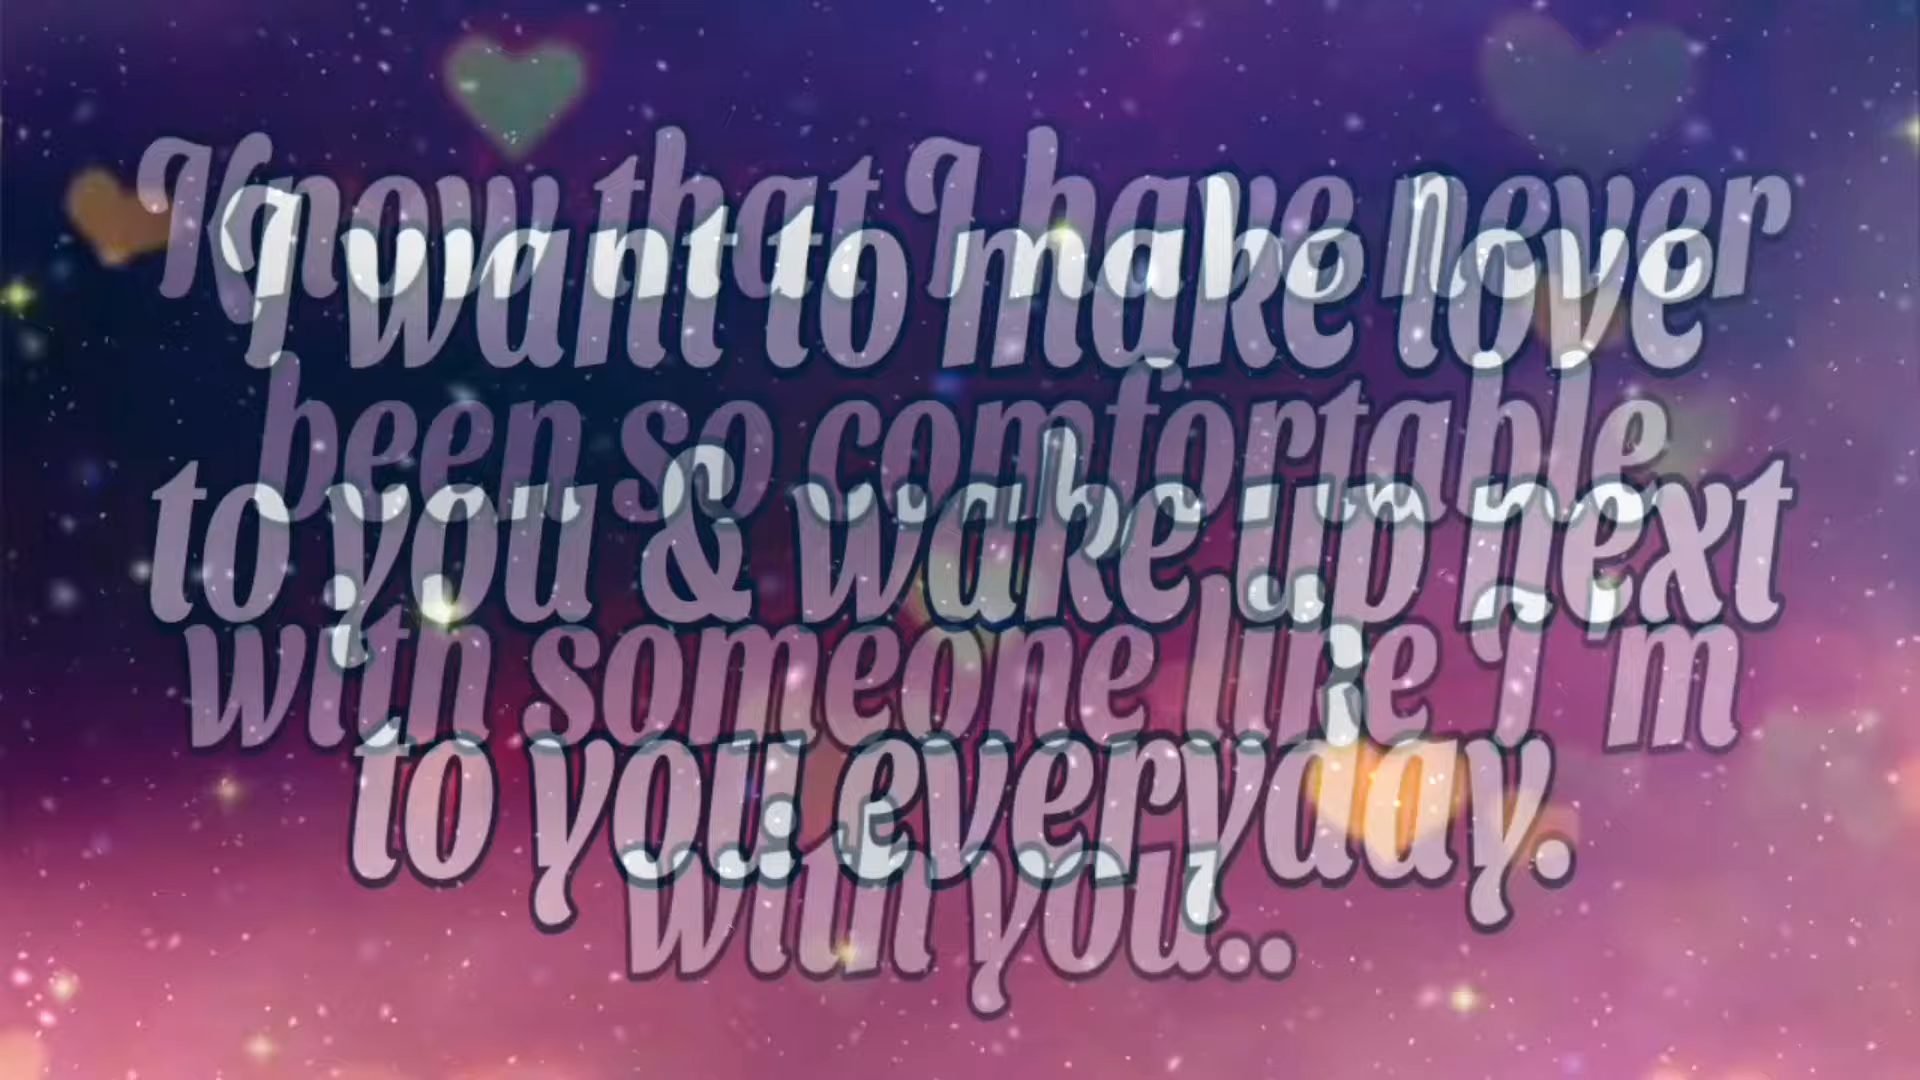 Know that I have never
been so comfortable
with someone like I'm
with you..
I want to make love
to you & wake up next
to you everyday.